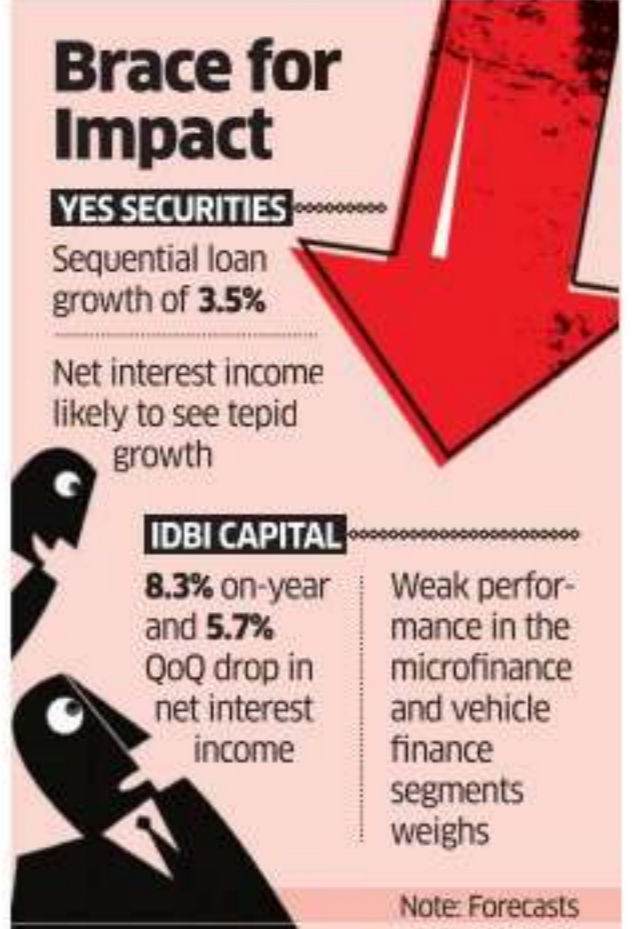 Brace for
Impact
YES SECURITIES
Sequential loan
growth of 3.5%
Net interest income
likely to see tepid
growth
IDBI CAPITAL
8.3% on-year
and 5.7%
QoQ drop in
net interest
income
Weak perfor-
mance in the
microfinance
and vehicle
finance
segments
weighs
Note: Forecasts